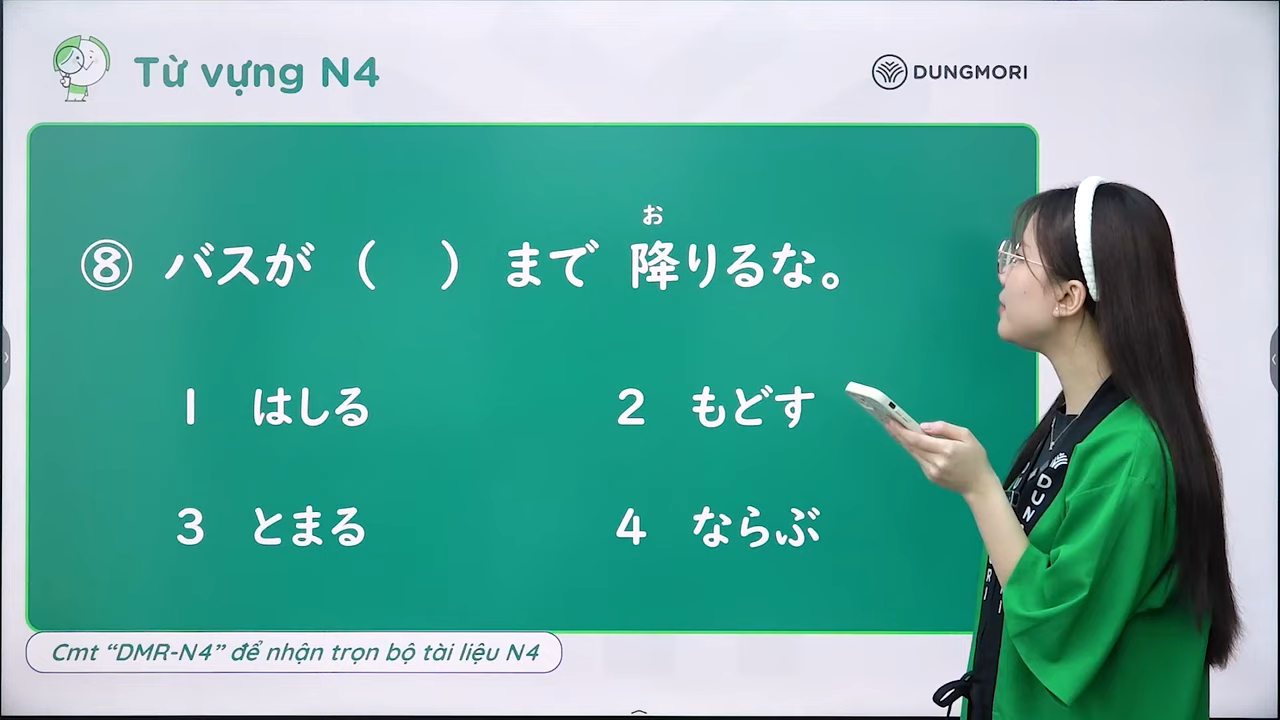 Từ vựng N4
DUNGMORI
お
⑧ バスが ( ) まで 降りるな。
1 はしる
2 もどす
3 とまる
4 ならぶ
Cmt “DMR-N4” để nhận trọn bộ tài liệu N4